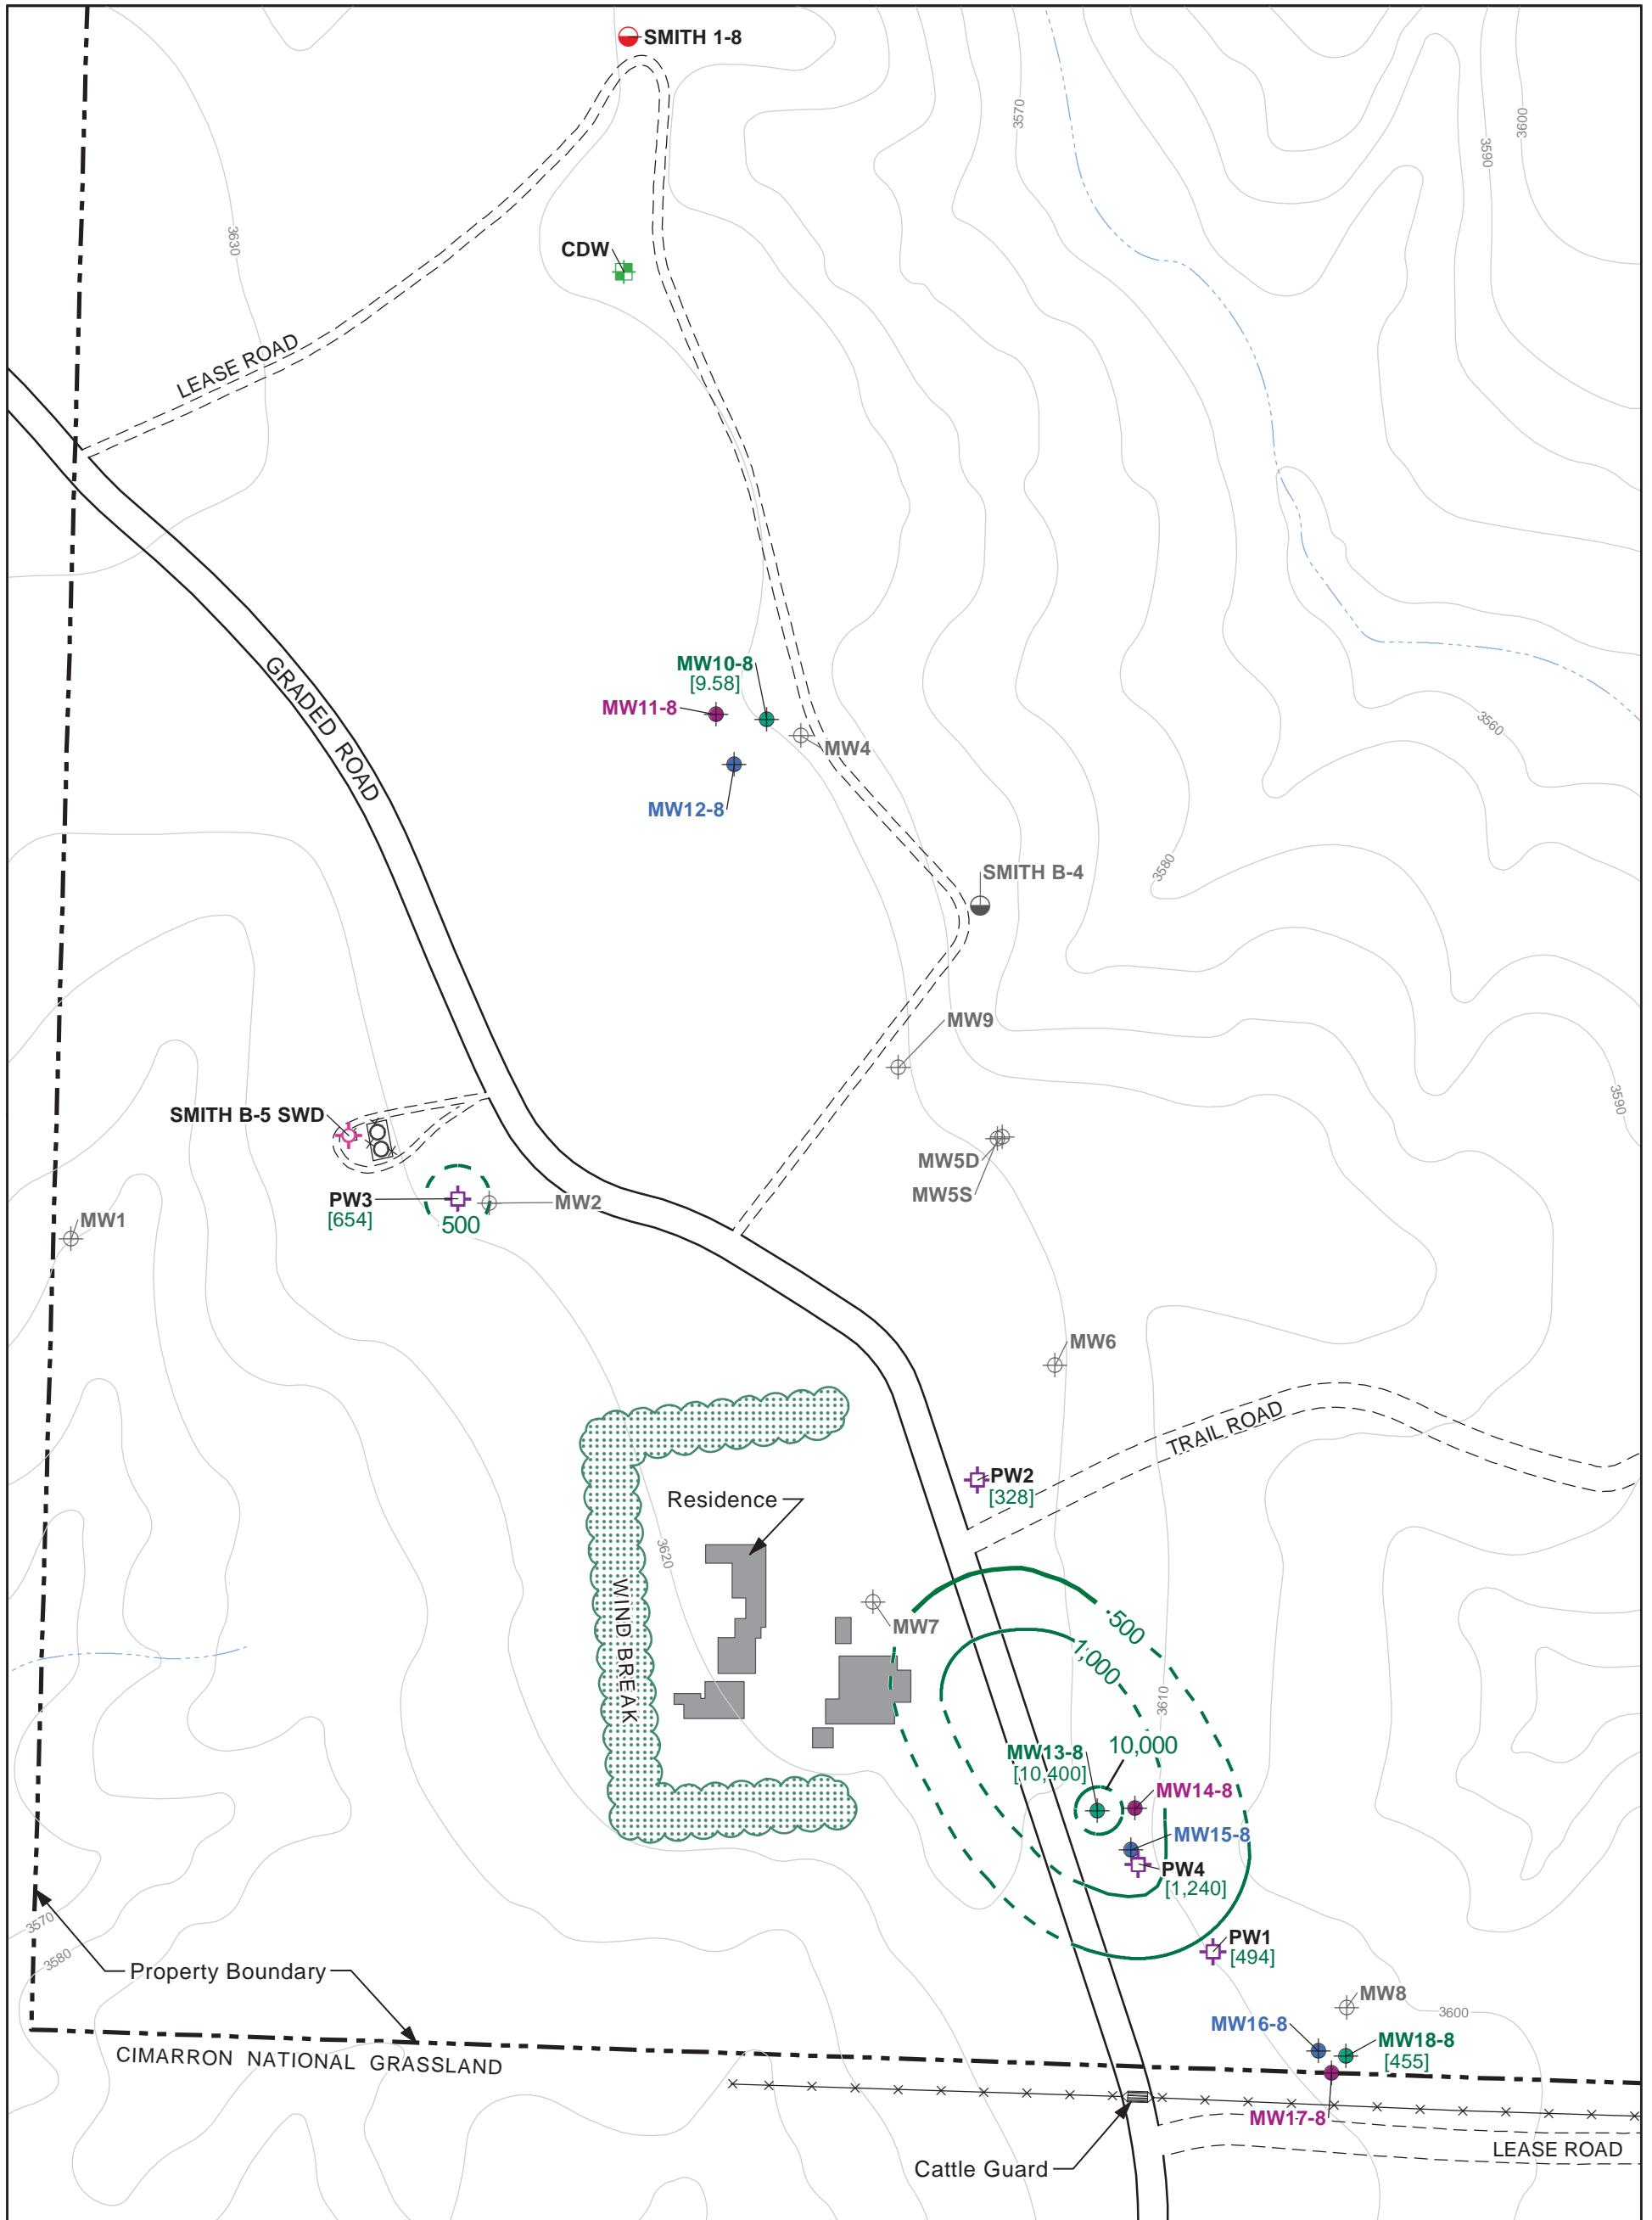 SMITH 1-8
3570
3600
3590
3630
CDW
LEASE ROAD
MW10-8
[9.58]
MW11-8
MW4
MW12-8
GRADED ROAD
3560
SMITH B-4
3580
MW9
3590
SMITH B-5 SWD
MW5D
MW5S
PW3
[654]
500
MW2
MW1
MW6
TRAIL ROAD
PW2
[328]
Residence
3620
WIND BREAK
MW7
500
1,000
3610
MW13-8
[10,400]
10,000
MW14-8
MW15-8
PW4
[1,240]
PW1
[494]
3570
3580
Property Boundary
MW8
3600
MW16-8
MW18-8
[455]
CIMARRON NATIONAL GRASSLAND
MW17-8
LEASE ROAD
Cattle Guard